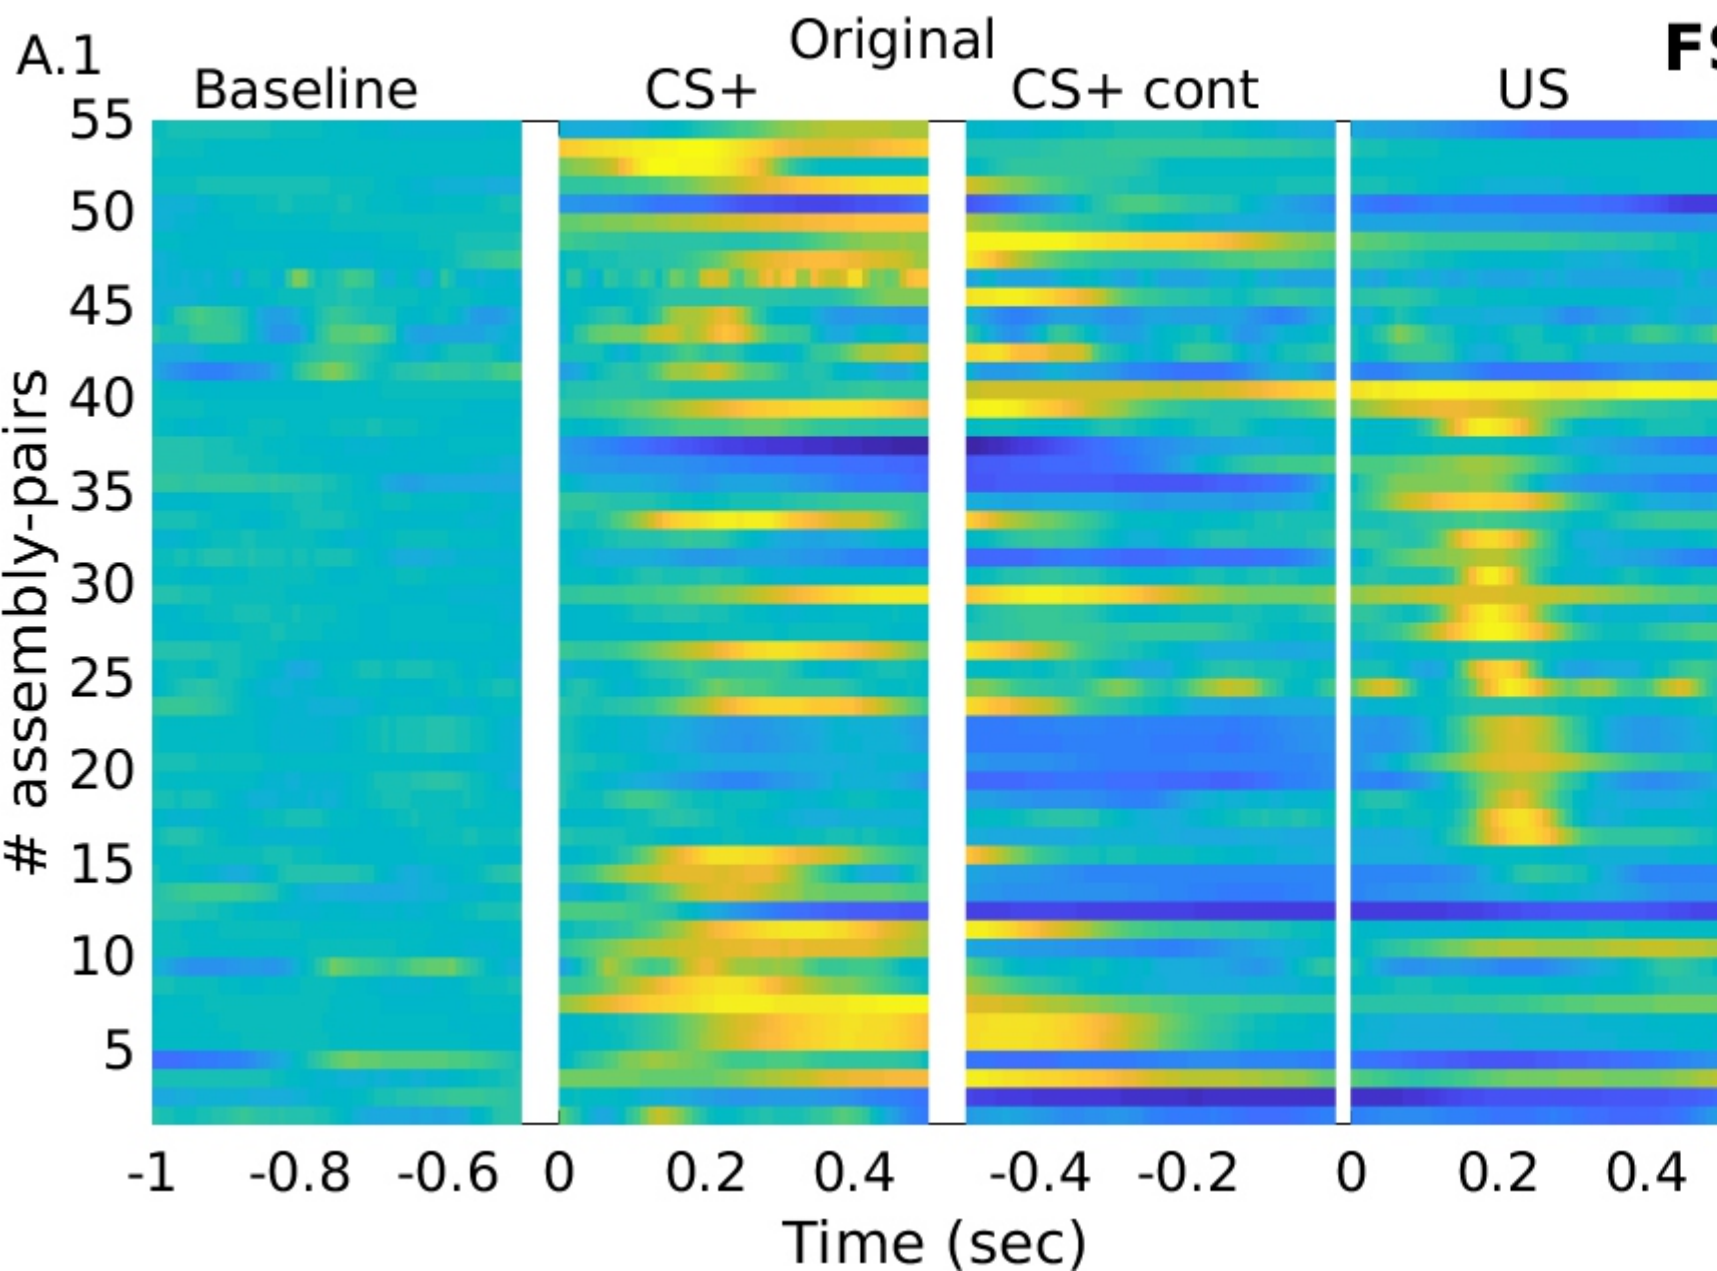 A.1
Original
FS
Baseline
CS+
CS+ cont
US
55
50
45
40
35
30
25
20
15
10
5
# assembly-pairs
-1 -0.8 -0.6 0 0.2 0.4 -0.4 -0.2 0 0.2 0.4
Time (sec)